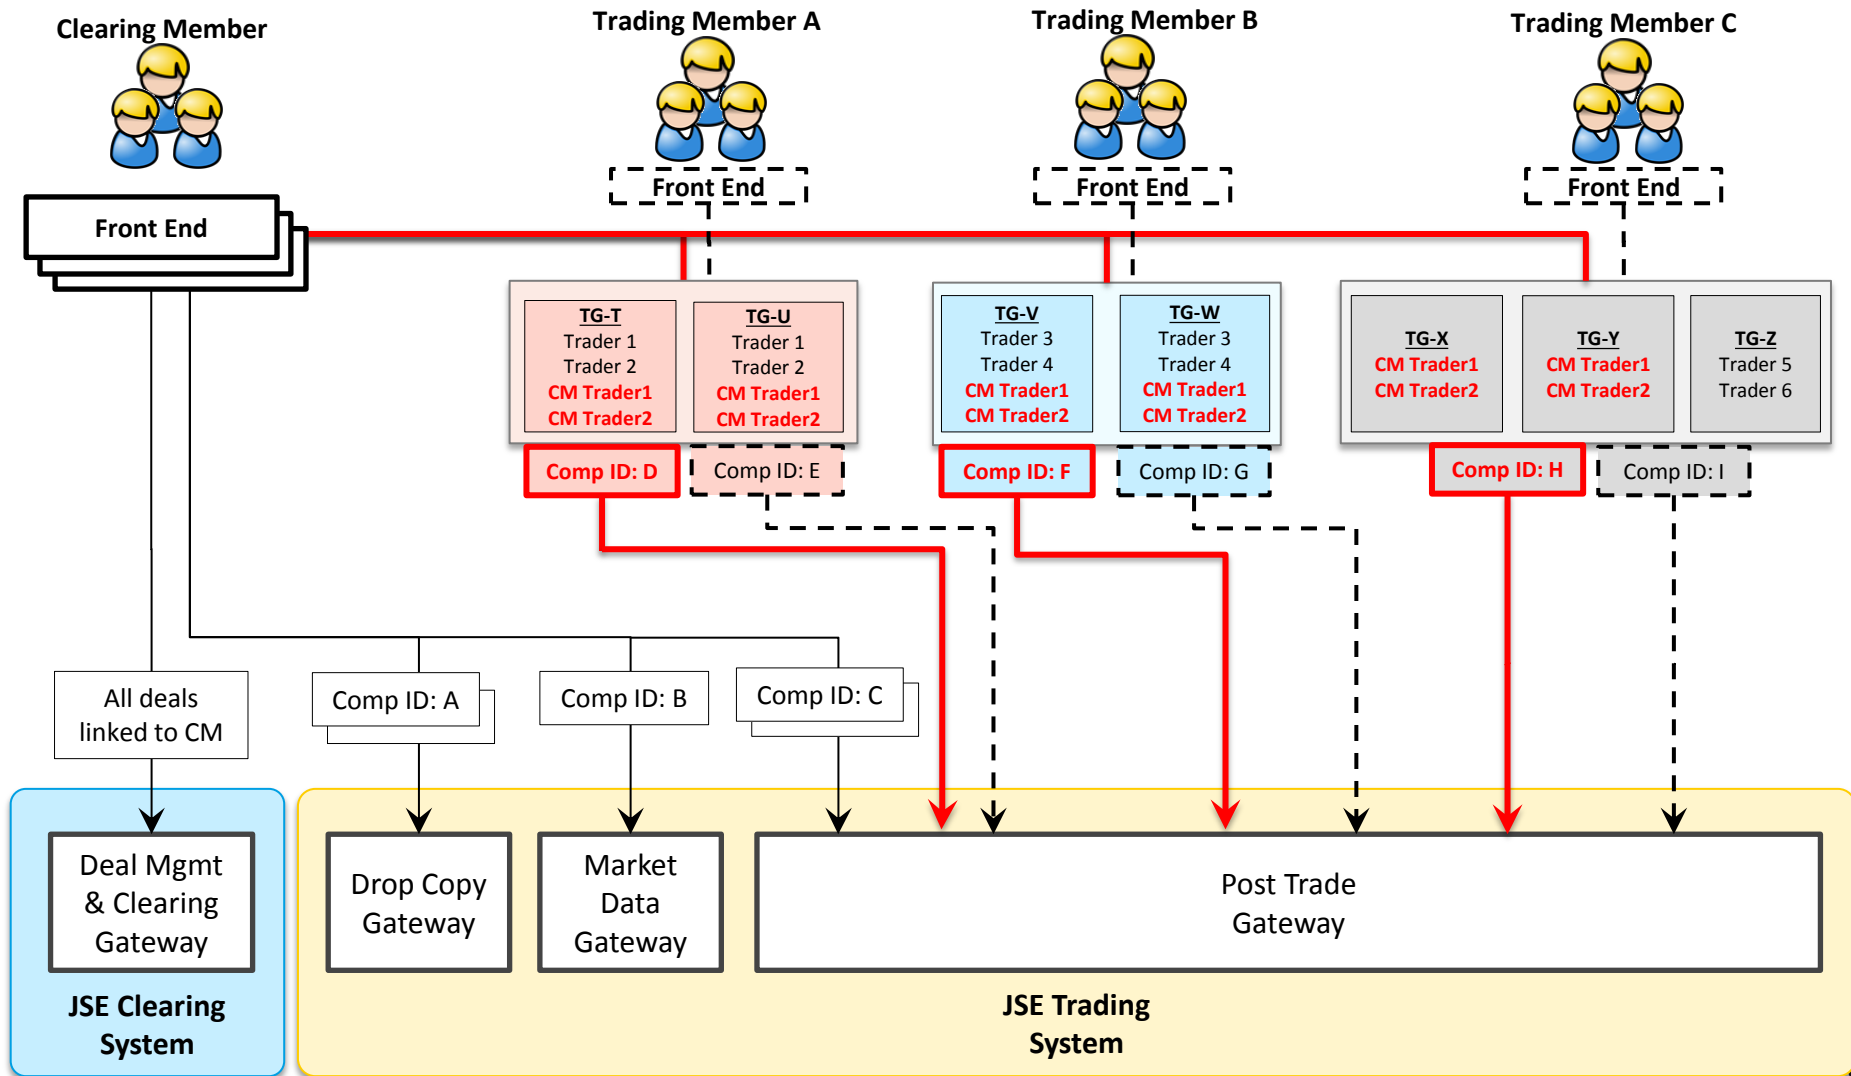 Clearing Member
Trading Member A
Trading Member B
Trading Member C
Front End
Front End
Front End
Front End
TG-T
Trader 1
Trader 2
CM Trader1
CM Trader2
TG-U
Trader 1
Trader 2
CM Trader1
CM Trader2
TG-V
Trader 3
Trader 4
CM Trader1
CM Trader2
TG-W
Trader 3
Trader 4
CM Trader1
CM Trader2
TG-X
CM Trader1
CM Trader2
TG-Y
CM Trader1
CM Trader2
TG-Z
Trader 5
Trader 6
Comp ID: D
Comp ID: E
Comp ID: F
Comp ID: G
Comp ID: H
Comp ID: I
All deals
linked to CM
Comp ID: A
Comp ID: B
Comp ID: C
Deal Mgmt
& Clearing
Gateway
Drop Copy
Gateway
Market
Data
Gateway
Post Trade
Gateway
JSE Clearing
System
JSE Trading
System